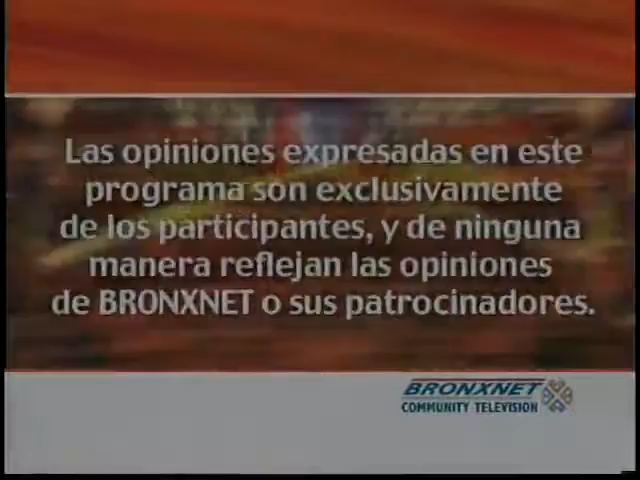 Las opiniones expresadas en este
programa son exclusivamente
de los participantes, y de ninguna
manera reflejan las opiniones
de BRONXNET o sus patrocinadores.
BRONXNET
COMMUNITY TELEVISION